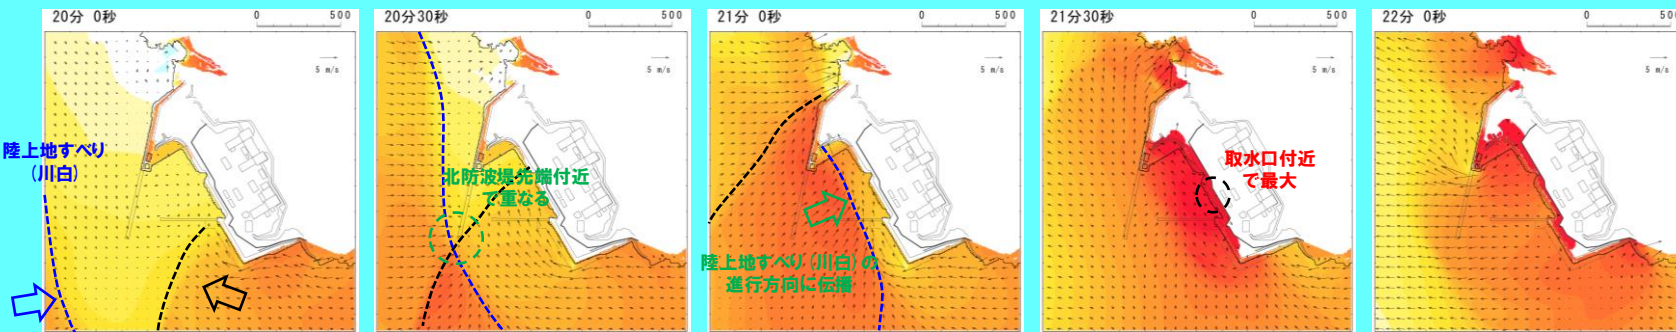 20分 0秒
0 500
5 m/s
陸上地すべり
(川白)
20分30秒
0 500
5 m/s
北防波堤先端付近
で重なる
21分 0秒
0 500
5 m/s
陸上地すべり(川白)の
進行方向に伝播
21分30秒
0 500
5 m/s
取水口付近
で最大
22分 0秒
0 500
5 m/s